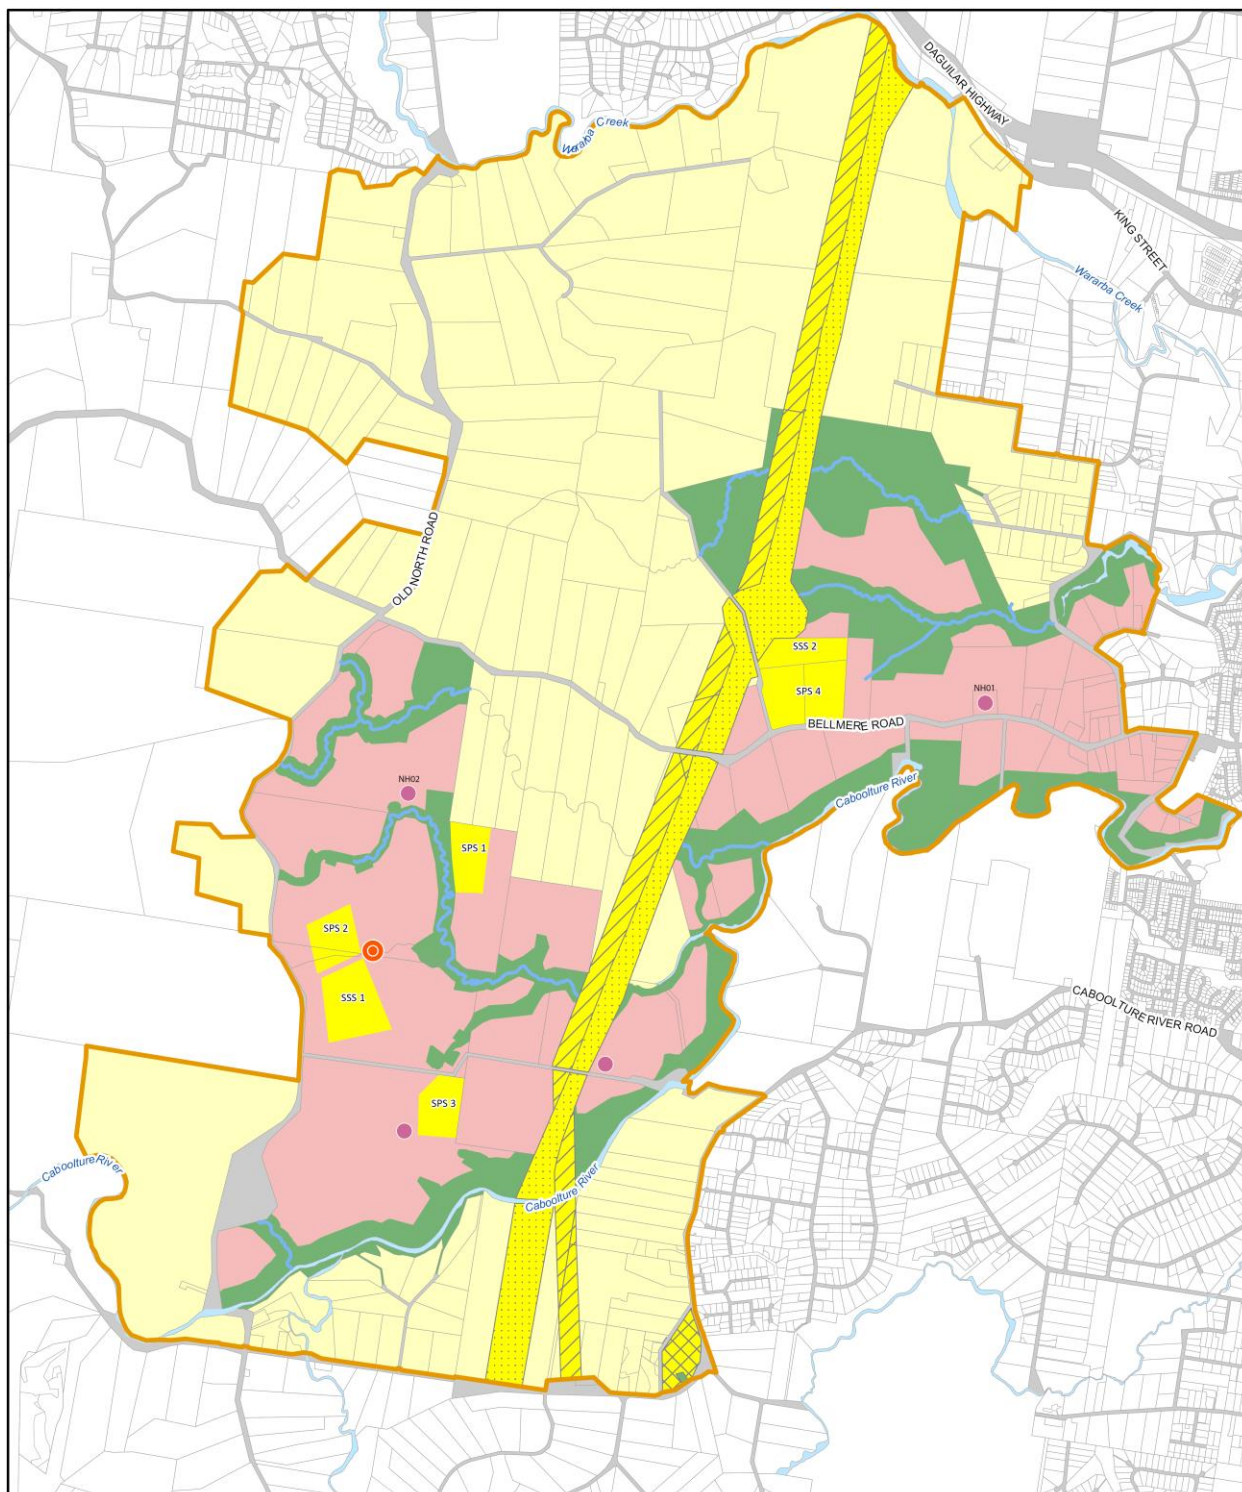 DAGUILAR HIGHWAY
Wararba Creek
KING STREET
Wararba Creek
OLD NORTH ROAD
SSS 2
SPS 4
NH01
BELLMERE ROAD
NH02
Caboolture River
SPS 1
SPS 2
SSS 1
CABOOLTURE RIVER ROAD
SPS 3
Caboolture River
Caboolture River